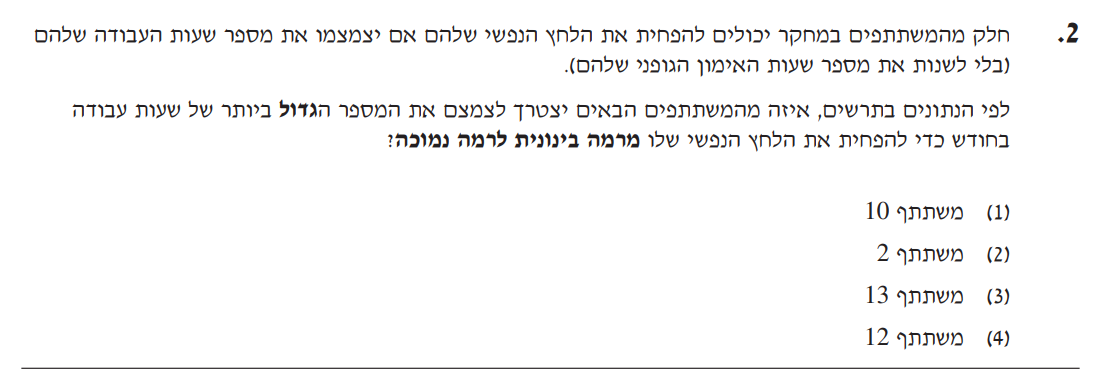 2. חלק מהמשתתפים במחקר יכולים להפחית את הלחץ הנפשי שלהם אם יצמצמו את מספר שעות העבודה שלהם
(בלי לשנות את מספר שעות האימון הגופני שלהם).
לפי הנתונים בתרשים, איזה מהמשתתפים הבאים יצטרך לצמצם את המספר הגדול ביותר של שעות עבודה
בחודש כדי להפחית את הלחץ הנפשי שלו מרמה בינונית לרמה נמוכה?
(1) משתתף 10
(2) משתתף 2
(3) משתתף 13
(4) משתתף 12